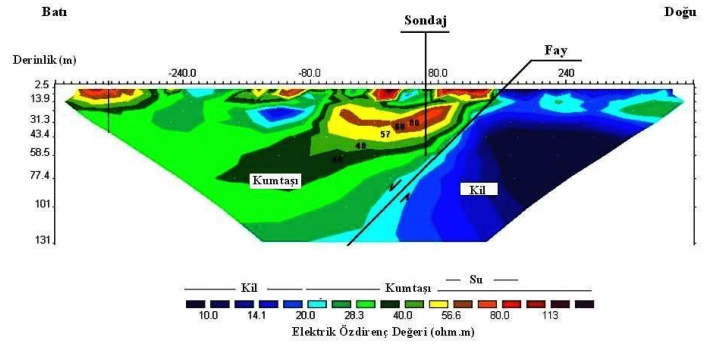 Batı
Sondaj
Doğu
Fay
Derinlik (m)
-240.0
-80.0
80.0
240
2.5
13.9
31.3
43.4
58.5
77.4
101
131.
80
57
48
Kumtaşı
Kil
Su
Kil
Kumtaşı
10.0
14.1
20.0
28.3
40.0
56.6
80.0
113
Elektrik Özdirenç Değeri (ohm.m)